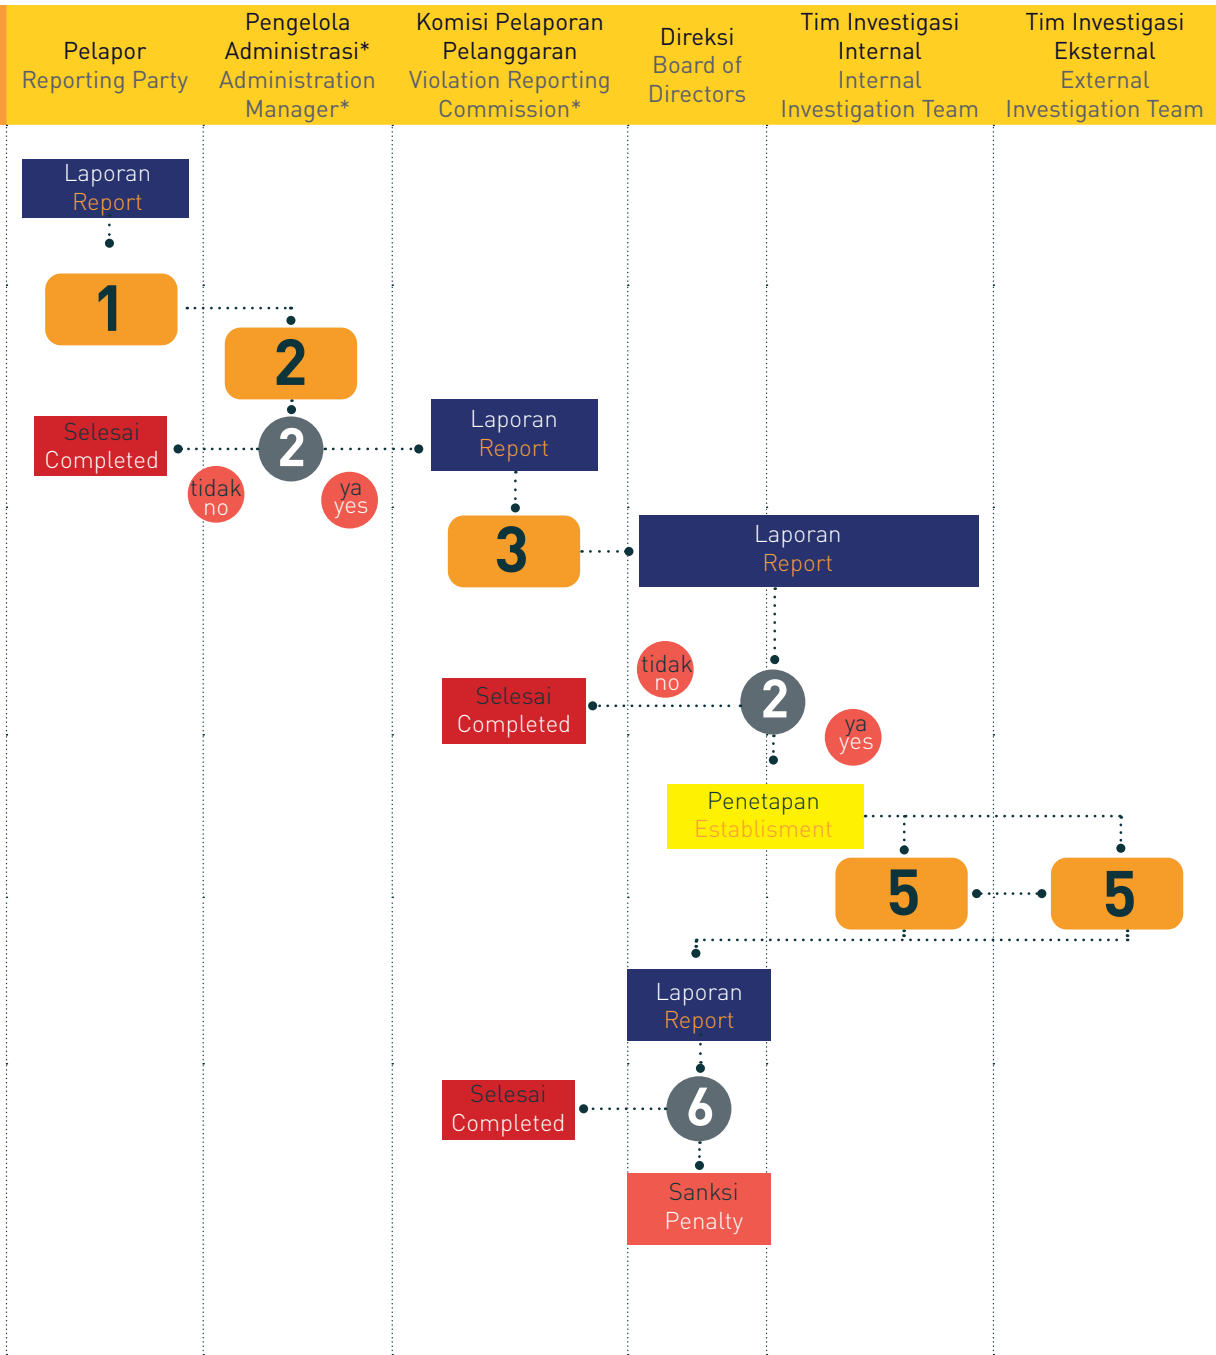 Pelapor
Reporting Party
Pengelola
Administrasi*
Administration
Manager*
Komisi Pelaporan
Pelanggaran
Violation Reporting
Commission*
Direksi
Board of
Directors
Tim Investigasi
Internal
Internal
Investigation Team
Tim Investigasi
Eksternal
External
Investigation Team
Laporan
Report
1
2
Selesai
Completed
2
tidak
no
ya
yes
Laporan
Report
3
Laporan
Report
tidak
no
Selesai
Completed
2
ya
yes
Penetapan
Establisment
5
5
Laporan
Report
Selesai
Completed
6
Sanksi
Penalty